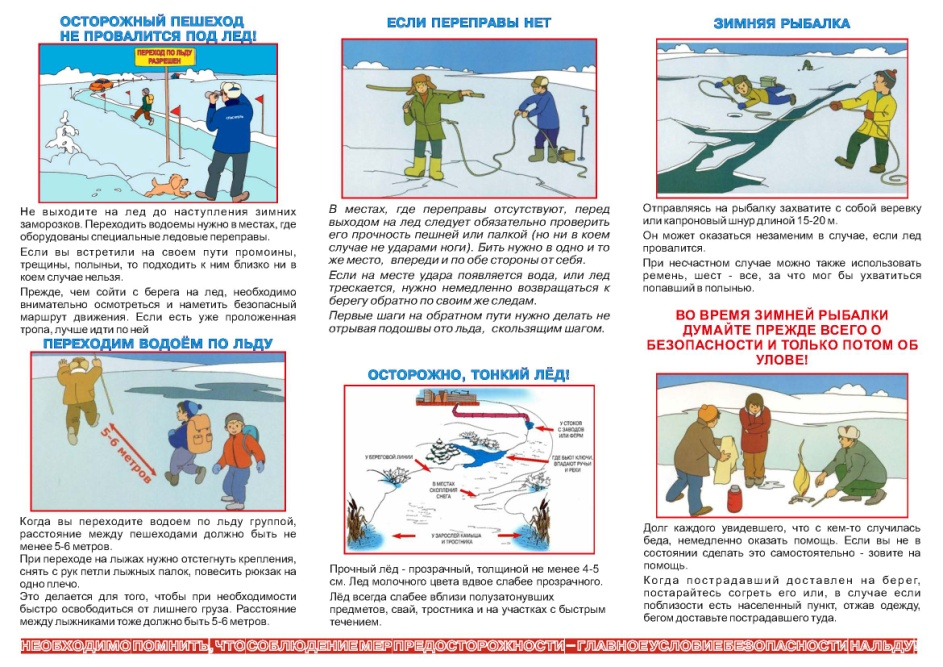 ОСТОРОЖНЫЙ ПЕШЕХОД
НЕ ПРОВАЛИТСЯ ПОД ЛЕД!
ПЕРЕХОД ПО ЛЬДУ
РАЗРЕШЕН
СПАСАТЕЛЬ
Не выходите на лед до наступления зимних
заморозков. Переходить водоемы нужно в местах, где
оборудованы специальные ледовые переправы.
Если вы встретили на своем пути промоины,
трещины, полыньи, то подходить к ним близко ни в
коем случае нельзя.
Прежде, чем сойти с берега на лед, необходимо
внимательно осмотреться и наметить безопасный
маршрут движения. Если есть уже проложенная
тропа, лучше идти по ней
ПЕРЕХОДИМ ВОДОЁМ ПО ЛЬДУ
5-6 метров
Когда вы переходите водоем по льду группой,
расстояние между пешеходами должно быть не
менее 5-6 метров.
При переходе на лыжах нужно отстегнуть крепления,
снять с рук петли лыжных палок, повесить рюкзак на
одно плечо.
Это делается для того, чтобы при необходимости
быстро освободиться от лишнего груза. Расстояние
между лыжниками тоже должно быть 5-6 метров.
ЕСЛИ ПЕРЕПРАВЫ НЕТ
В местах, где переправы отсутствуют, перед
выходом на лед следует обязательно проверить
его прочность пешней или палкой (но ни в коем
случае не ударами ноги). Бить нужно в одно и то
же место, впереди и по обе стороны от себя.
Если на месте удара появляется вода, или лед
трескается, нужно немедленно возвращаться к
берегу обратно по своим же следам.
Первые шаги на обратном пути нужно делать не
отрывая подошвы ото льда, скользящим шагом.
ОСТОРОЖНО, ТОНКИЙ ЛЁД!
У СТОКОВ
С ЗАВОДОВ
ИЛИ ФЕРМ
У БЕРЕГОВОЙ ЛИНИИ
ГДЕ БЬЮТ КЛЮЧИ,
ВПАДАЮТ РУЧЬИ
И РЕКИ
В МЕСТАХ
СКОПЛЕНИЯ
СНЕГА
У ЗАРОСЛЕЙ КАМЫША
И ТРОСТНИКА
Прочный лёд - прозрачный, толщиной не менее 4-5
см. Лед молочного цвета вдвое слабее прозрачного.
Лёд всегда слабее вблизи полузатонувших
предметов, свай, тростника и на участках с быстрым
течением.
ЗИМНЯЯ РЫБАЛКА
Отправляясь на рыбалку захватите с собой веревку
или капроновый шнур длиной 15-20 м.
Он может оказаться незаменим в случае, если лед
провалится.
При несчастном случае можно также использовать
ремень, шест - все, за что мог бы ухватиться
попавший в полынью.
ВО ВРЕМЯ ЗИМНЕЙ РЫБАЛКИ
ДУМАЙТЕ ПРЕЖДЕ ВСЕГО О
БЕЗОПАСНОСТИ И ТОЛЬКО ПОТОМ ОБ
УЛОВЕ!
Долг каждого увидевшего, что с кем-то случилась
беда, немедленно оказать помощь. Если вы не в
состоянии сделать это самостоятельно - зовите на
помощь.
Когда пострадавший доставлен на берег,
постарайтесь согреть его или, в случае если
поблизости есть населенный пункт, отжав одежду,
бегом доставьте пострадавшего туда.
НЕОБХОДИМО ПОМНИТЬ, ЧТО СОБЛЮДЕНИЕ МЕР ПРЕДОСТОРОЖНОСТИ – ГЛАВНОЕ УСЛОВИЕ БЕЗОПАСНОСТИ НА ЛЬДУ!